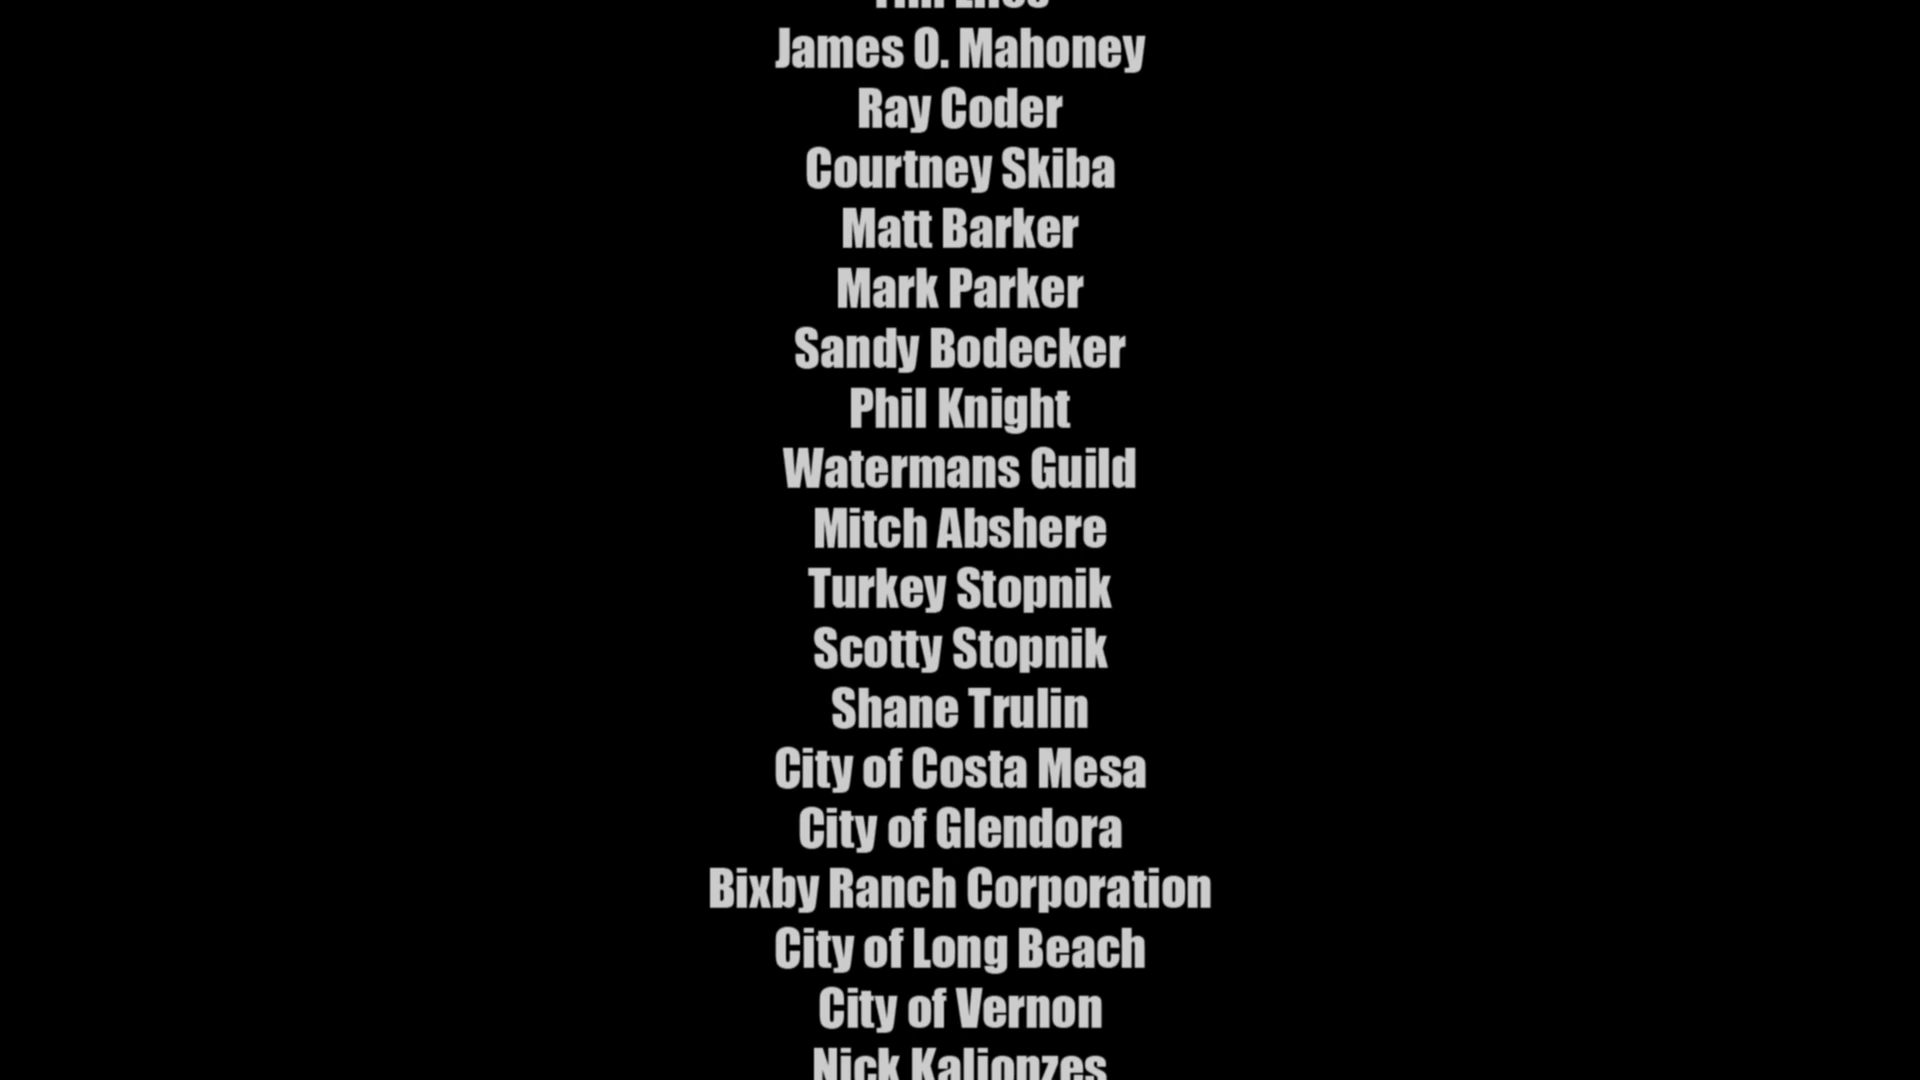 James O. Mahoney
Ray Coder
Courtney Skiba
Matt Barker
Mark Parker
Sandy Bodecker
Phil Knight
Watermans Guild
Mitch Abshere
Turkey Stopnik
Scotty Stopnik
Shane Trulin
City of Costa Mesa
City of Glendora
Bixby Ranch Corporation
City of Long Beach
City of Vernon
Nick Kalionzes